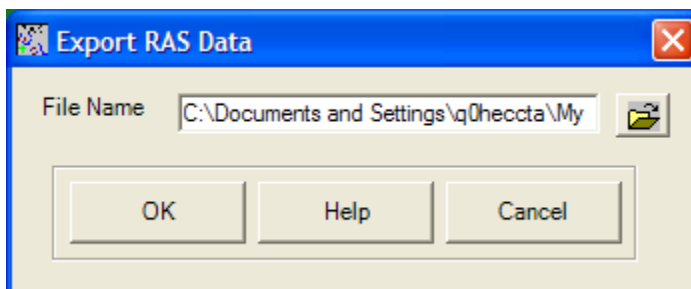 Export RAS Data
File Name C:\Documents and Settings\q0heccta\My
OK Help Cancel